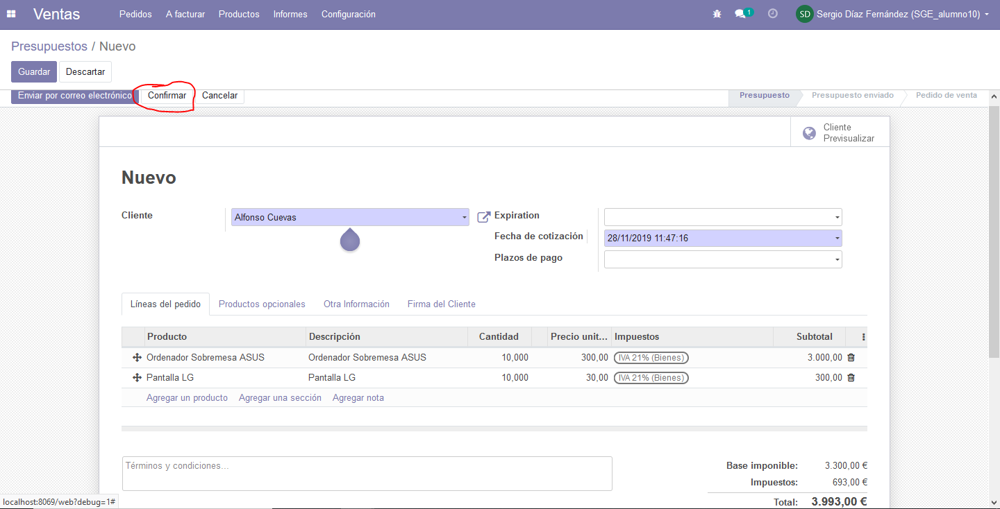 Ventas Pedidos A facturar Productos Informes Configuración 1 SD Sergio Díaz Fernández (SGE_alumno10)
Presupuestos / Nuevo
Guardar Descartar
Enviar por correo electrónico Confirmar Cancelar Presupuesto Presupuesto enviado Pedido de venta
Cliente
Previsualizar
Nuevo
Cliente Alfonso Cuevas Expiration
Fecha de cotización 28/11/2019 11:47:16
Plazos de pago
Líneas del pedido Productos opcionales Otra Información Firma del Cliente
Producto Descripción Cantidad Precio unit... Impuestos Subtotal
Ordenador Sobremesa ASUS Ordenador Sobremesa ASUS 10,000 300,00 IVA 21% (Bienes) 3.000,00
Pantalla LG Pantalla LG 10,000 30,00 IVA 21% (Bienes) 300,00
Agregar un producto Agregar una sección Agregar nota
Términos y condiciones... Base imponible: 3.300,00 €
Impuestos: 693,00 €
Total: 3.993,00 €
localhost:8069/web?debug=1#